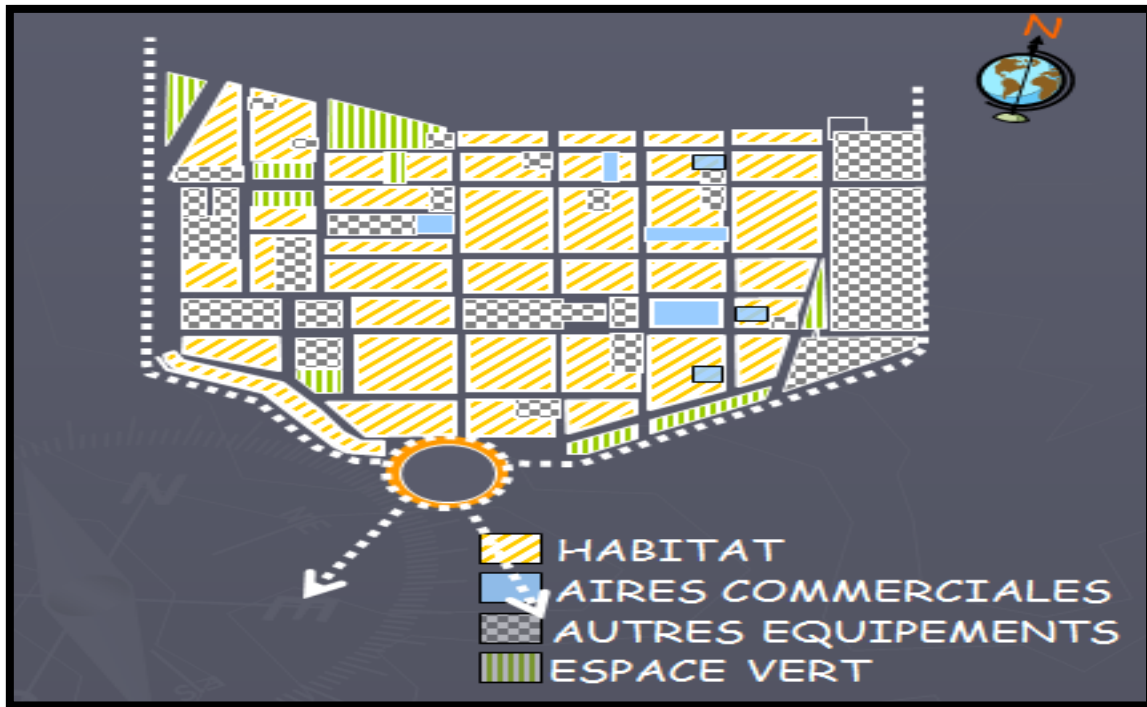 N
HABITAT
AIRES COMMERCIALES
AUTRES EQUIPEMENTS
ESPACE VERT